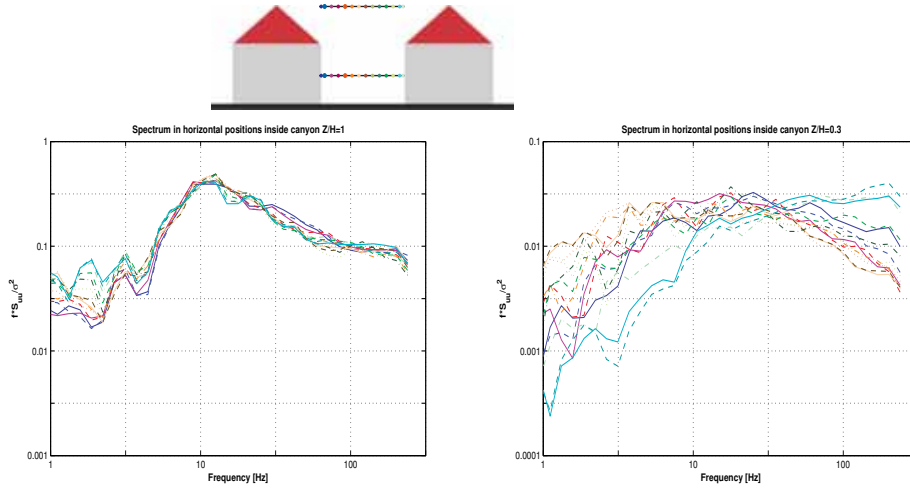 Spectrum in horizontal positions inside canyon Z/H=1
1
0.1
0.01
0.001
f*Suu/σ²
1
10
100
Frequency [Hz]
Spectrum in horizontal positions inside canyon Z/H=0.3
0.1
0.01
0.001
0.0001
f*Suu/σ²
1
10
100
Frequency [Hz]